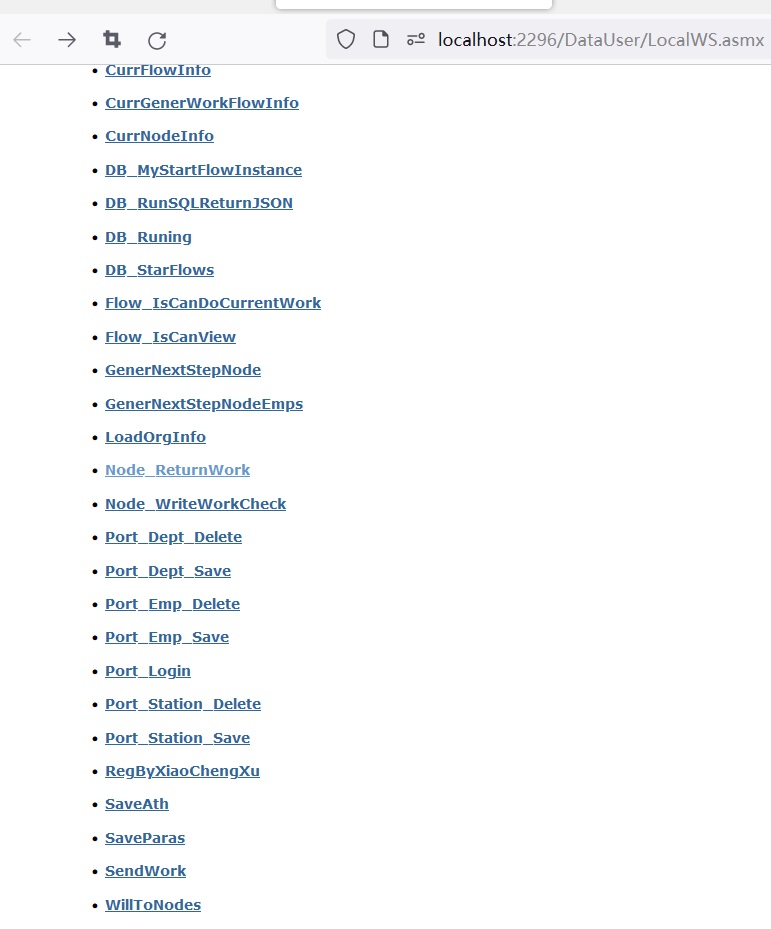 localhost:2296/DataUser/LocalWS.asmx
CurrFlowInfo
CurrGenerWorkFlowInfo
CurrNodeInfo
DB_MyStartFlowInstance
DB_RunSQLReturnJSON
DB_Runing
DB_StarFlows
Flow_IsCanDoCurrentWork
Flow_IsCanView
GenerNextStepNode
GenerNextStepNodeEmps
LoadOrgInfo
Node_ReturnWork
Node_WriteWorkCheck
Port_Dept_Delete
Port_Dept_Save
Port_Emp_Delete
Port_Emp_Save
Port_Login
Port_Station_Delete
Port_Station_Save
RegByXiaoChengXu
SaveAth
SaveParas
SendWork
WillToNodes